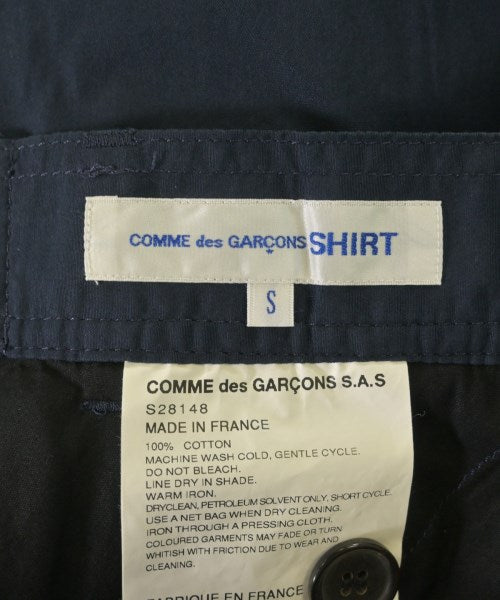 COMME des GARÇONS SHIRT
S
COMME des GARÇONS S.A.S
S28148
MADE IN FRANCE
100% COTTON
MACHINE WASH COLD, GENTLE CYCLE.
DO NOT BLEACH.
LINE DRY IN SHADE.
WARM IRON.
DRYCLEAN, PETROLEUM SOLVENT ONLY, SHORT CYCLE.
USE A NET BAG WHEN DRY CLEANING.
IRON THROUGH A PRESSING CLOTH.
COLOURED GARMENTS MAY FADE OR TURN
WHITISH WITH FRICTION DUE TO WEAR AND
CLEANING.
FABRIQUE EN FRANCE